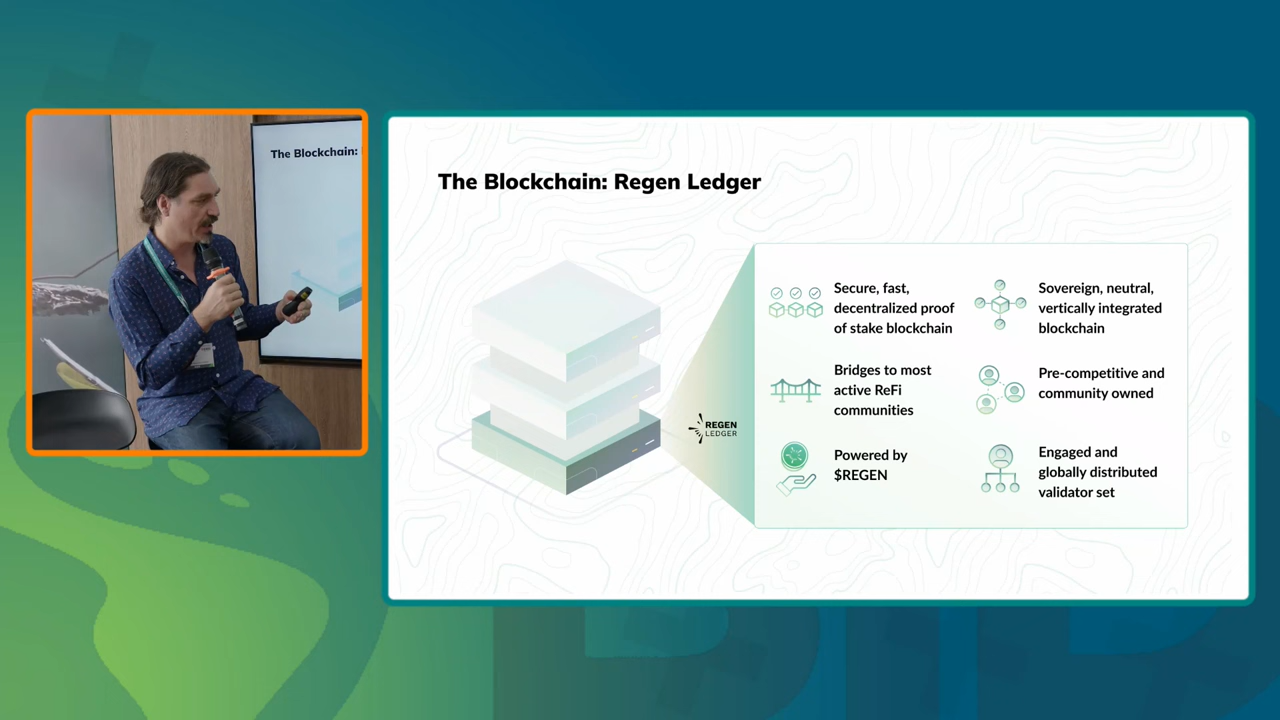 The Blockchain:
The Blockchain: Regen Ledger
REGEN
LEDGER
Secure, fast,
decentralized proof
of stake blockchain
Sovereign, neutral,
vertically integrated
blockchain
Bridges to most
active ReFi
communities
Pre-competitive and
community owned
Powered by
$REGEN
Engaged and
globally distributed
validator set